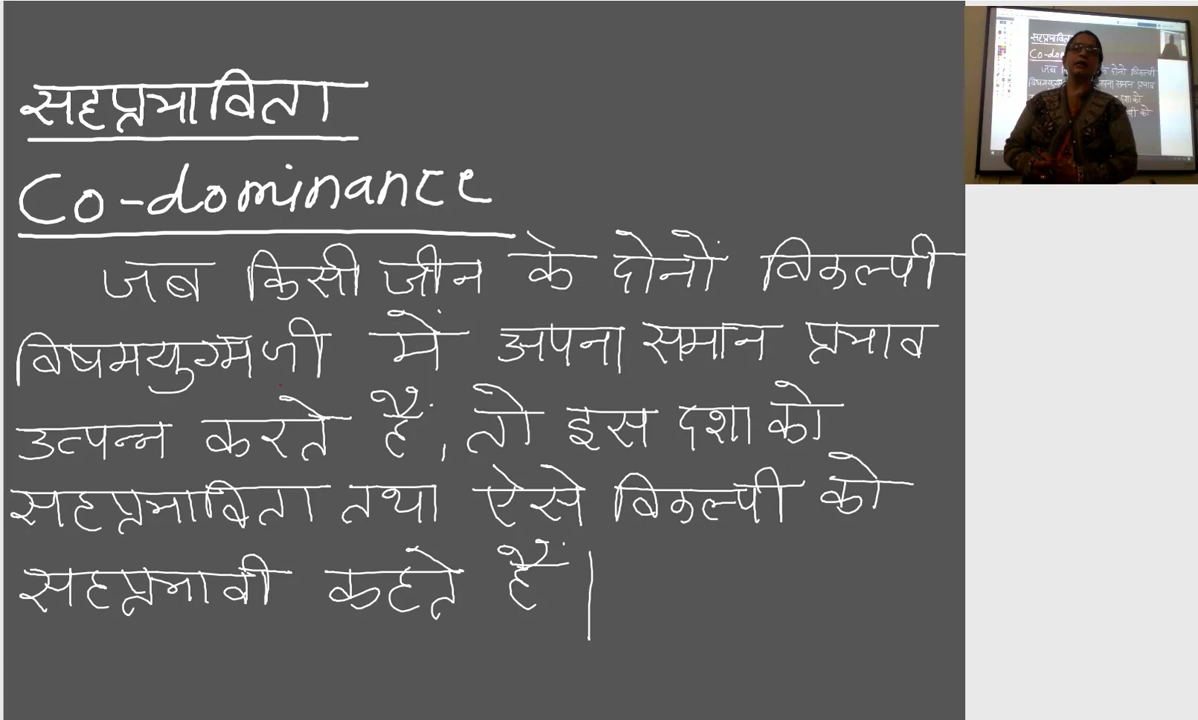 सहप्रभाविता
Co-dominance
जब किसी जीन के दोनों विकल्पी
विषमयुग्मजी में अपना समान प्रभाव
उत्पन्न करते हैं, तो इस दशा को
सहप्रभाविता तथा ऐसे विकल्पी को
सहप्रभावी कहते हैं|